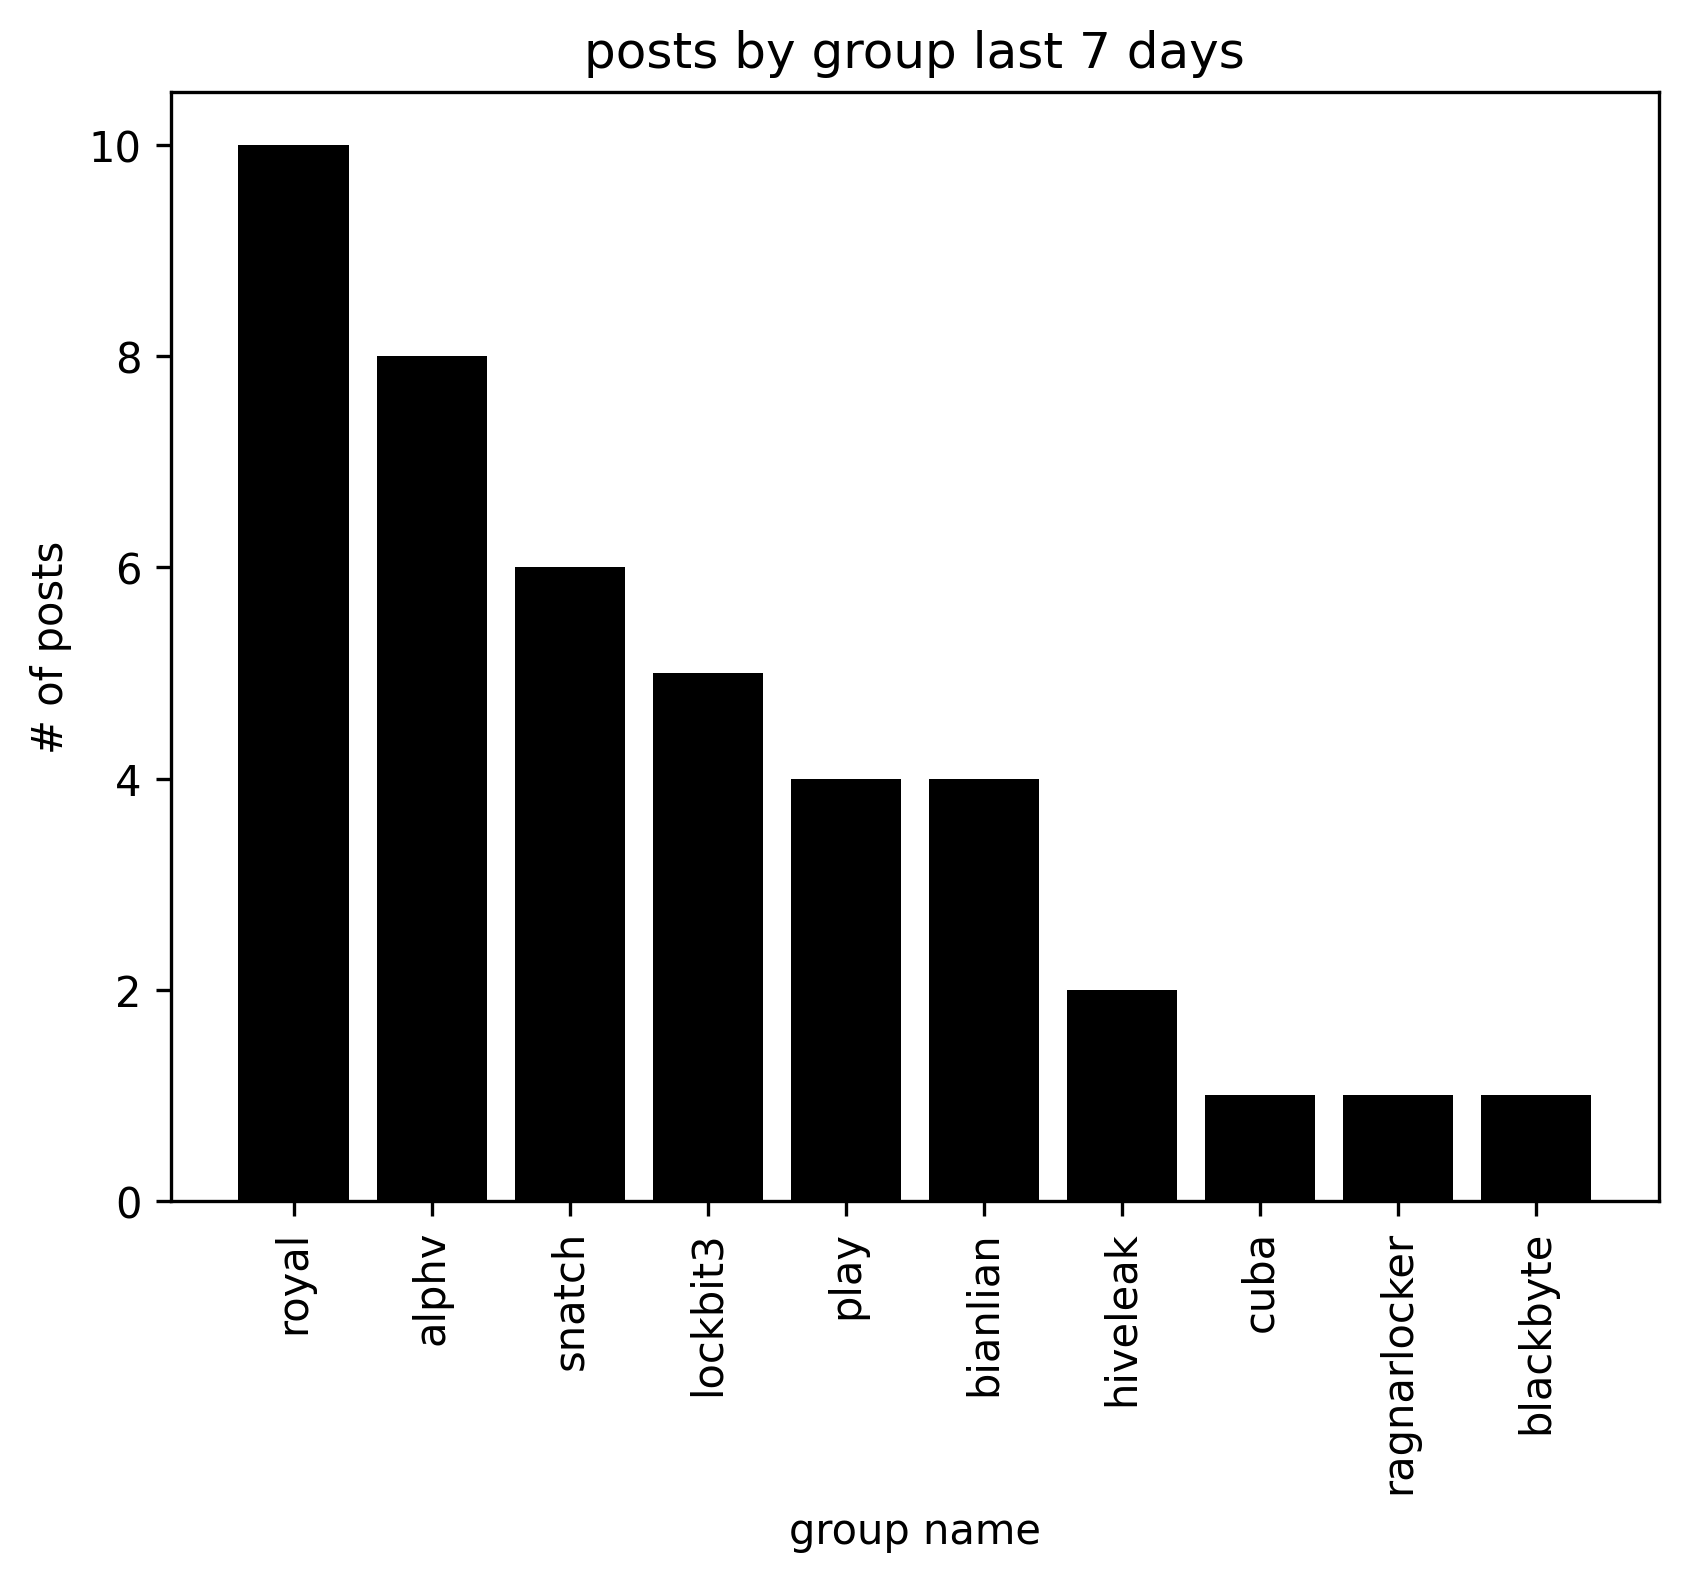 posts by group last 7 days
# of posts
10
8
6
4
2
0
royal
alphv
snatch
lockbit3
play
bianlian
hiveleak
cuba
ragnarlocker
blackbyte
group name